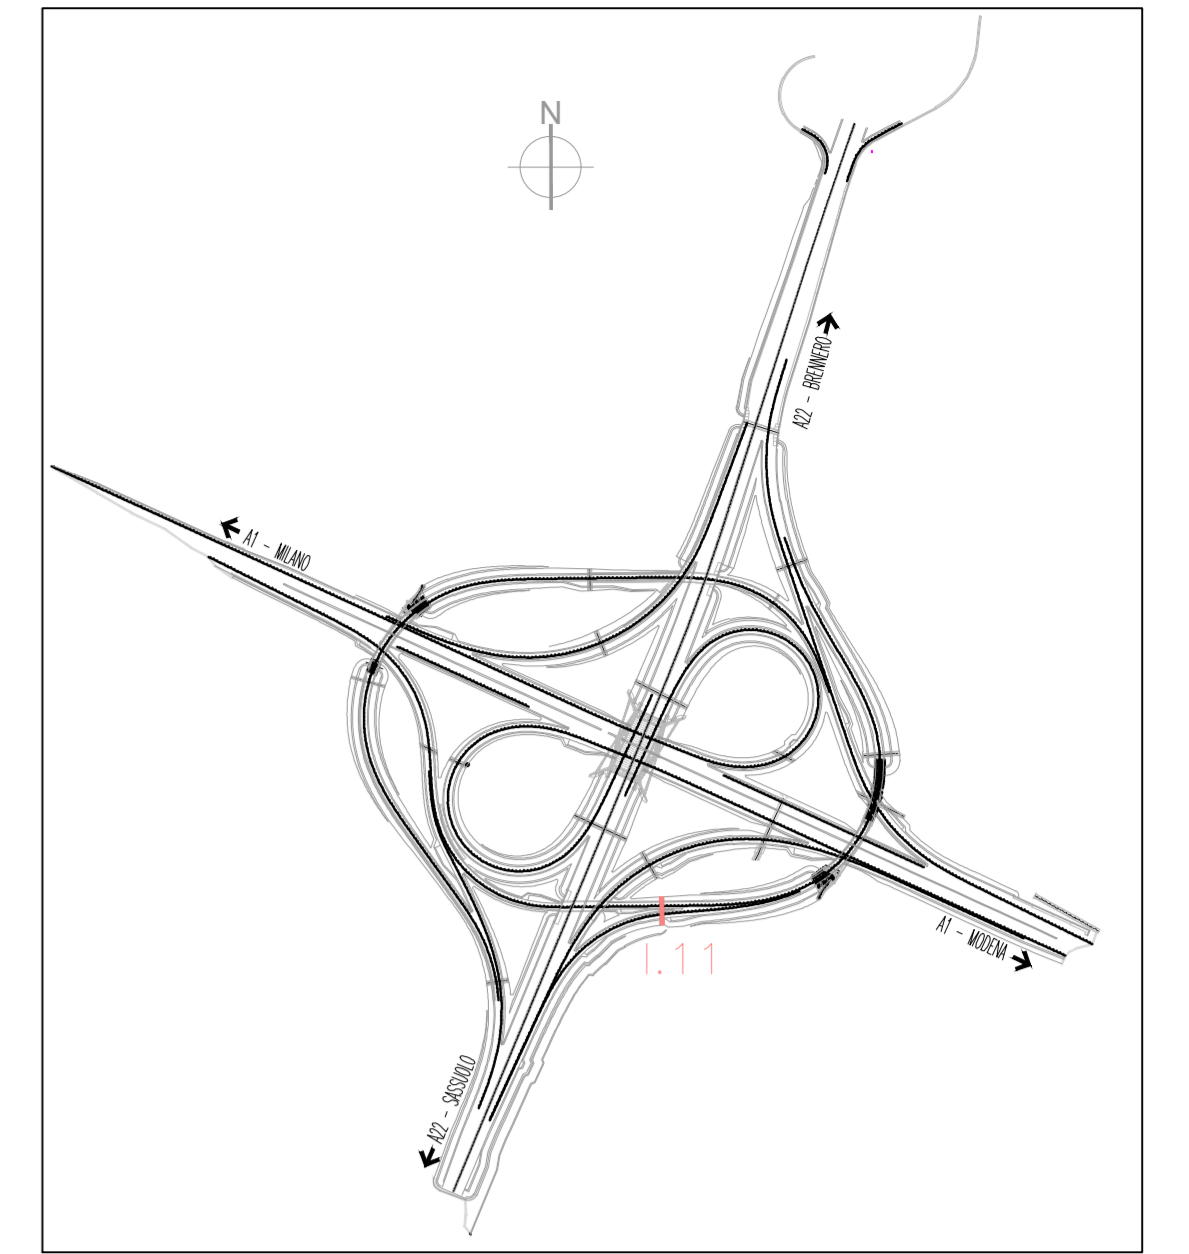 N
A22 - BRENNERO
A1 - MILANO
A1 - MODENA
I.11
A22 - SASSUOLO